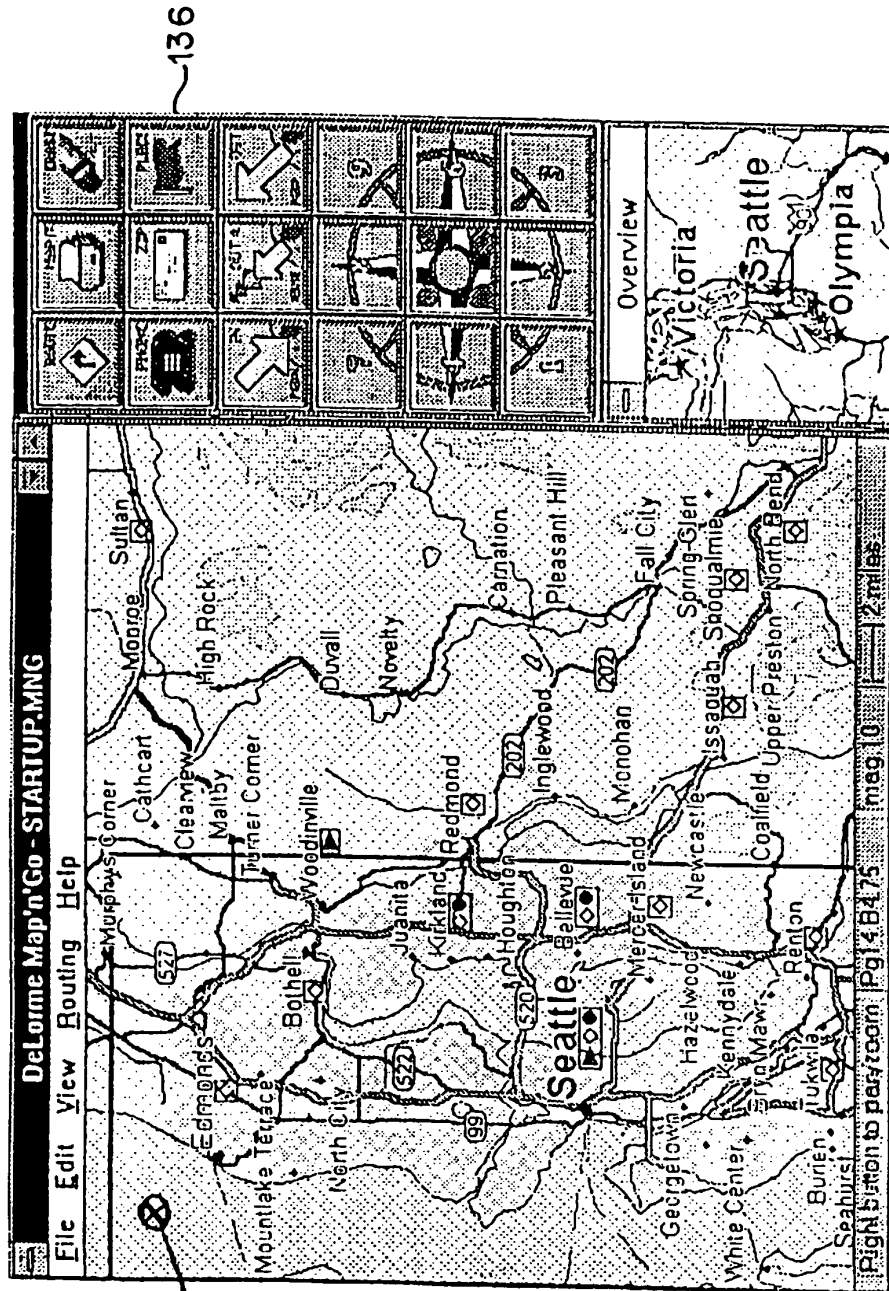 DeLorme Map'n'Go - STARTUP.MNG
File Edit View Routing Help
136
ZIP
Overview
Victoria
Seattle
Olympia
Murphys Corner
527
Cathcart
Monroe
Sultan
Edmonds
Clearview
High Rock
Maltby
Turner Corner
Mountlake Terrace
Bothell
Woodinville
Duvall
North City
522
Juanita
Novelty
99
Kirkland
Redmond
Houghton
202
Carnation
520
Inglewood
Pleasant Hill
Seattle
Bellevue
202
Monohan
Fall City
Mercer Island
Spring Glen
Georgetown
Hazelwood
Newcastle
Issaquah
Snoqualmie
White Center
Kennydale
Coalfield
Upper Preston
North Bend
Bryn Mawr
Burien
Tukwila
Renton
Seahurst
Right button to pan/zoom Pg14,B4.75 mag 10 2 miles